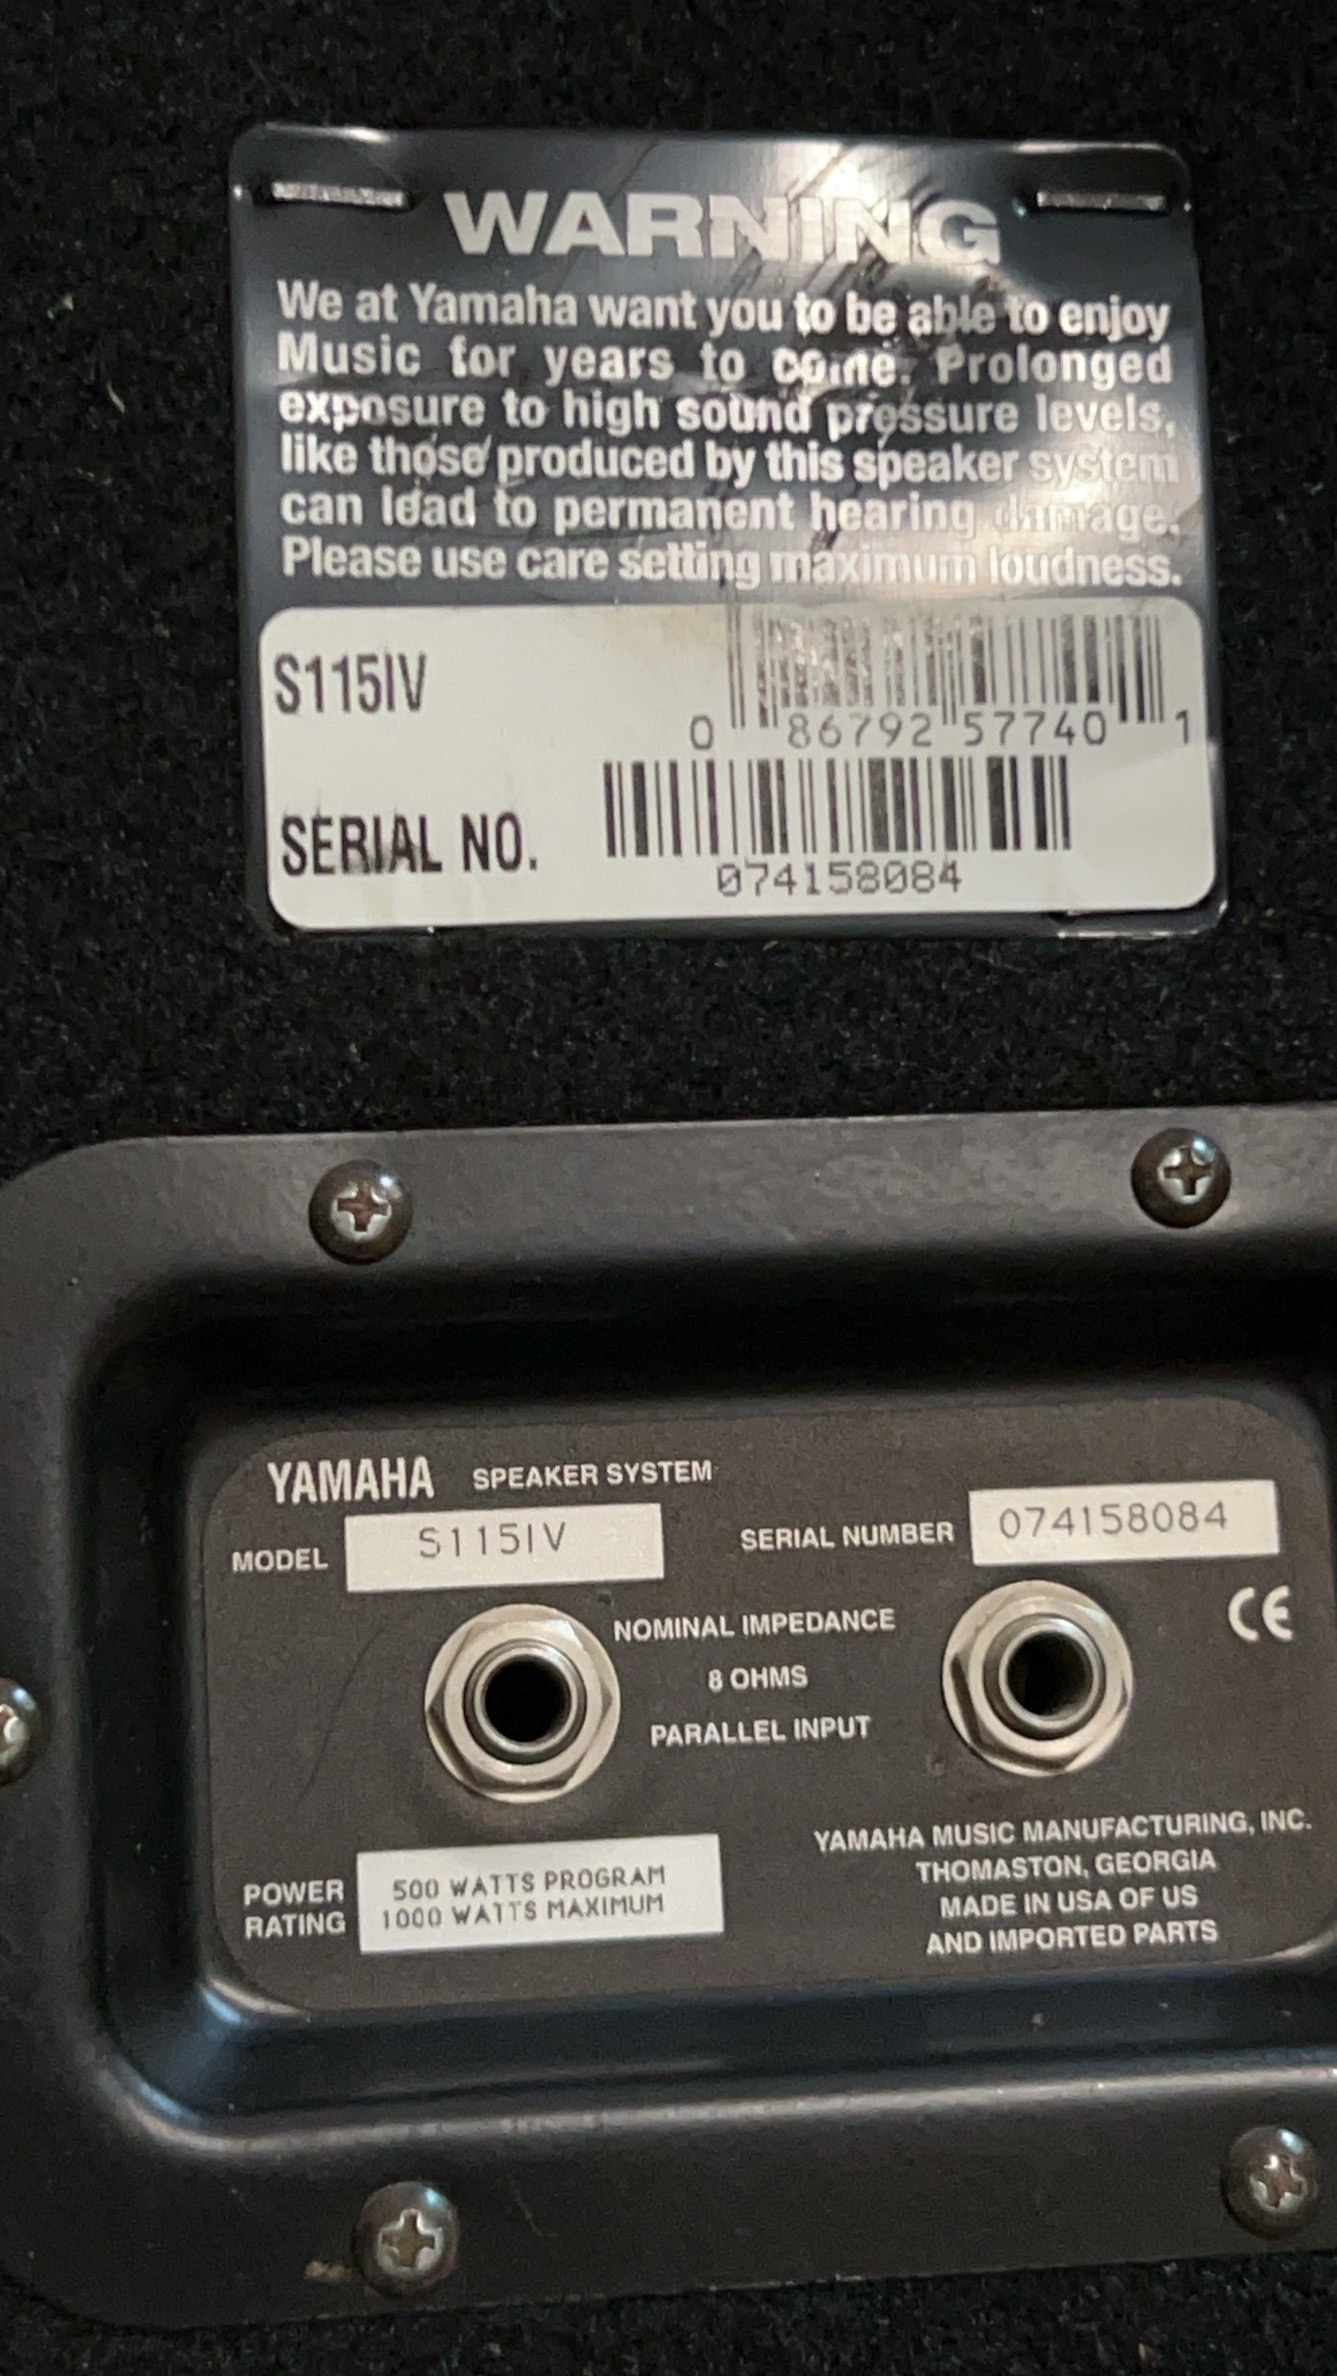 WARNING
We at Yamaha want you to be able to enjoy
Music for years to come. Prolonged
exposure to high sound pressure levels,
like those produced by this speaker system
can lead to permanent hearing damage.
Please use care setting maximum loudness.
S115IV
0 86792 57740 1
SERIAL NO.
074158084
YAMAHA SPEAKER SYSTEM
MODEL S115IV SERIAL NUMBER 074158084
NOMINAL IMPEDANCE
CE
8 OHMS
PARALLEL INPUT
POWER RATING
500 WATTS PROGRAM
1000 WATTS MAXIMUM
YAMAHA MUSIC MANUFACTURING, INC.
THOMASTON, GEORGIA
MADE IN USA OF US
AND IMPORTED PARTS